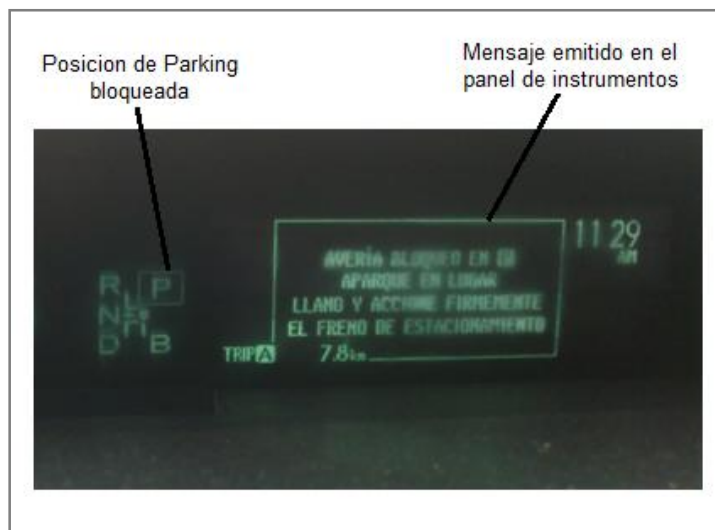 Posicion de Parking
bloqueada
Mensaje emitido en el
panel de instrumentos
11 29
AM
AVERÍA BLOQUEO EN P
APARQUE EN LUGAR
LLANO Y ACCIONE FIRMEMENTE
EL FRENO DE ESTACIONAMIENTO
R P
N
D B
TRIP A 7.8km